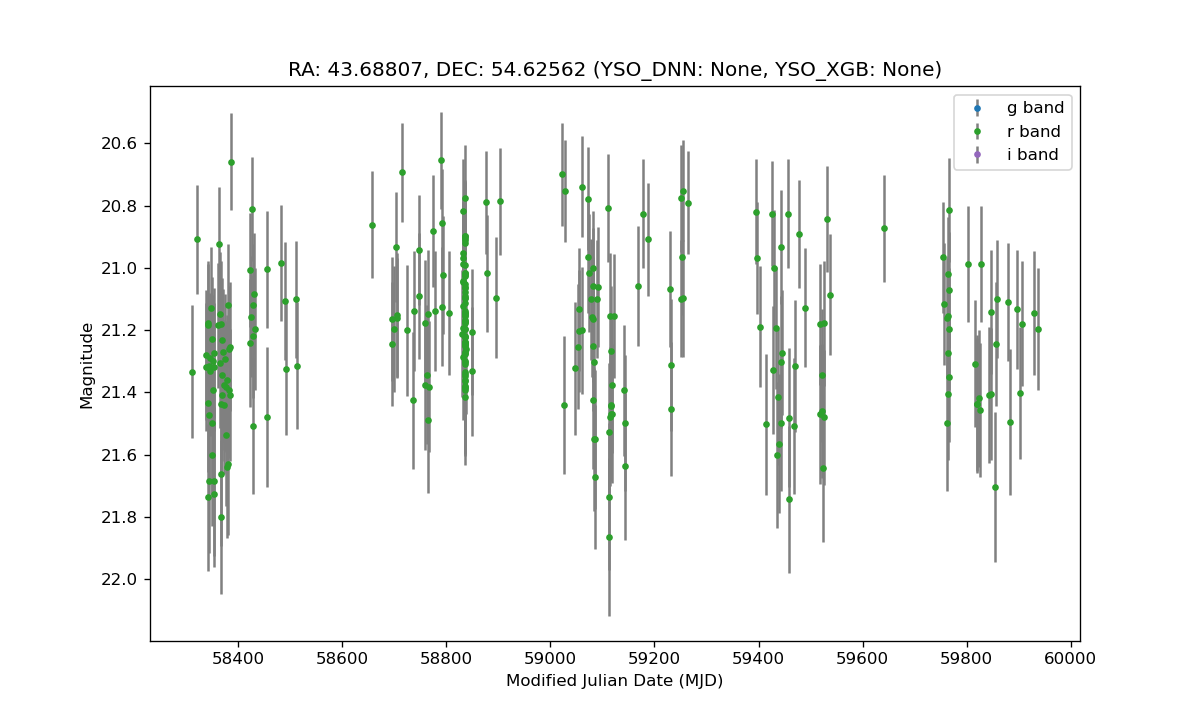 RA: 43.68807, DEC: 54.62562 (YSO_DNN: None, YSO_XGB: None)
g band
r band
i band
20.6
20.8
21.0
21.2
21.4
21.6
21.8
22.0
Magnitude
58400 58600 58800 59000 59200 59400 59600 59800 60000
Modified Julian Date (MJD)